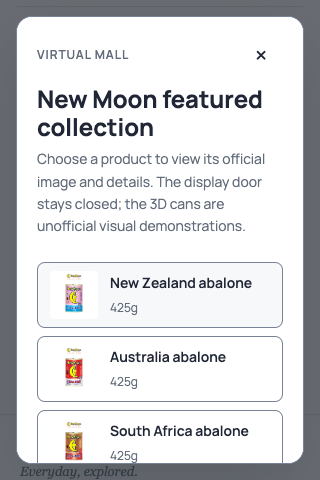 VIRTUAL MALL
×
New Moon featured
collection
Choose a product to view its official
image and details. The display door
stays closed; the 3D cans are
unofficial visual demonstrations.
New Zealand abalone
425g
Australia abalone
425g
South Africa abalone
425g
Everyday, explored.